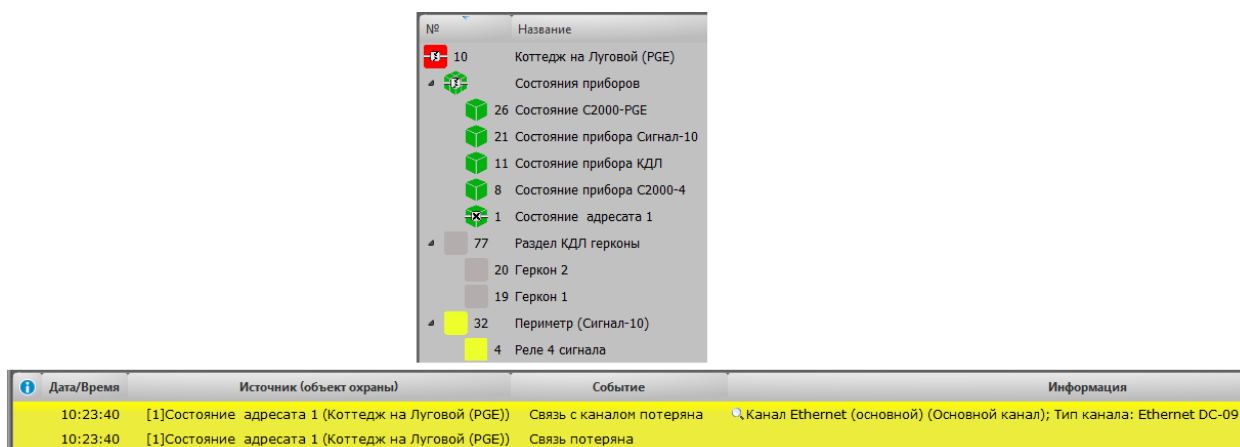 № Название
10 Коттедж на Луговой (PGE)
Состояния приборов
26 Состояние С2000-PGE
21 Состояние прибора Сигнал-10
11 Состояние прибора КДЛ
8 Состояние прибора С2000-4
1 Состояние адресата 1
77 Раздел КДЛ герконы
20 Геркон 2
19 Геркон 1
32 Периметр (Сигнал-10)
4 Реле 4 сигнала
Дата/Время Источник (объект охраны) Событие Информация
10:23:40 [1]Состояние адресата 1 (Коттедж на Луговой (PGE)) Связь с каналом потеряна Канал Ethernet (основной) (Основной канал); Тип канала: Ethernet DC-09
10:23:40 [1]Состояние адресата 1 (Коттедж на Луговой (PGE)) Связь потеряна